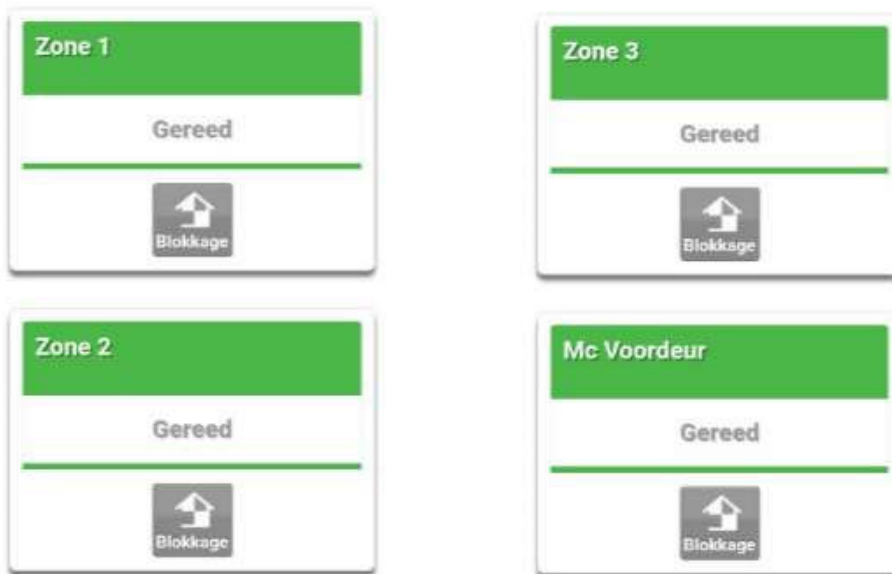 Zone 1
Gereed
Blokkage
Zone 3
Gereed
Blokkage
Zone 2
Gereed
Blokkage
Mc Voordeur
Gereed
Blokkage